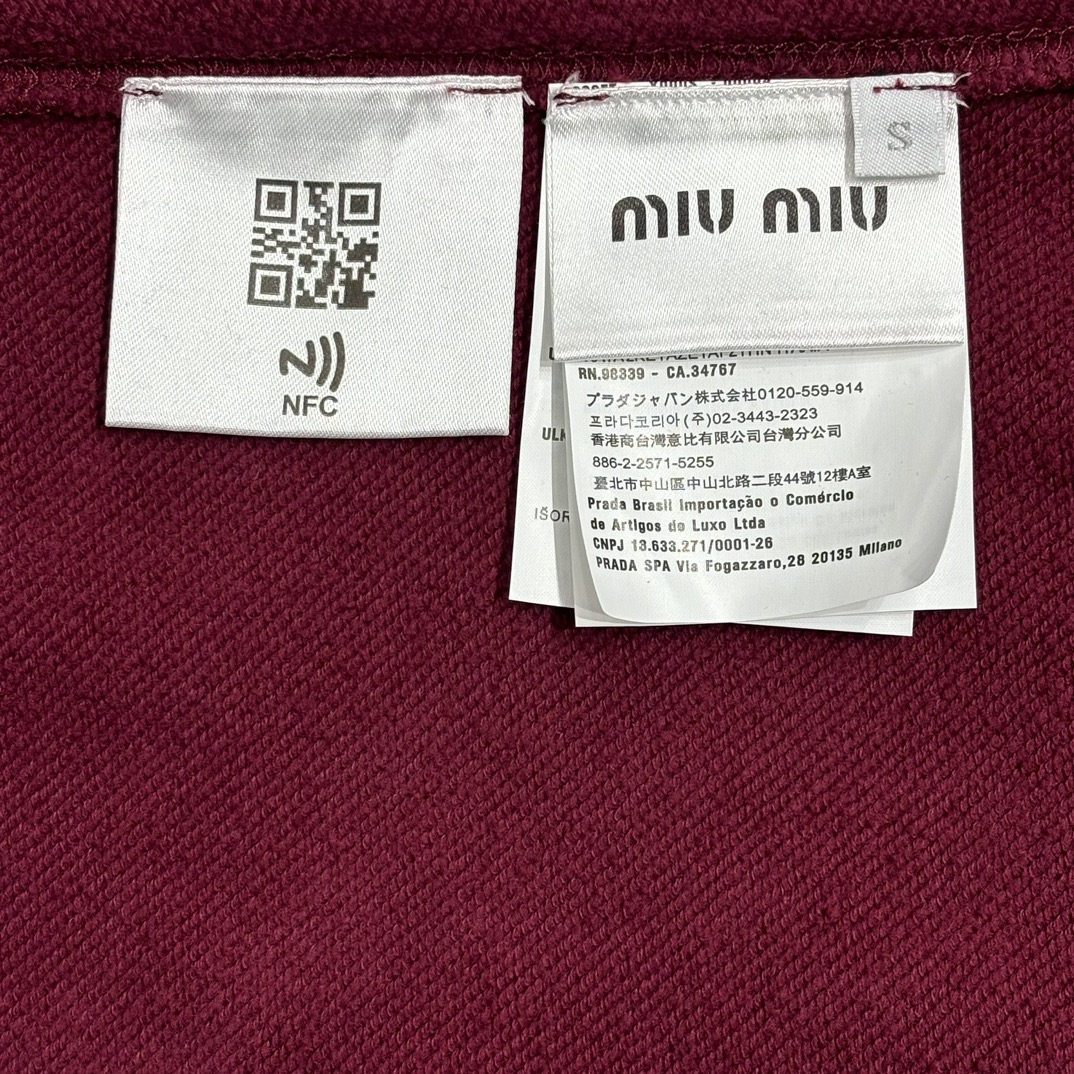 NFC
S
miu miu
RN.98339 - CA.34767
プラダジャパン株式会社0120-559-914
프라다코리아(주)02-3443-2323
香港商台灣意比有限公司台灣分公司
886-2-2571-5255
臺北市中山區中山北路二段44號12樓A室
Prada Brasil Importação o Comércio
de Artigos de Luxo Ltda
CNPJ 13.633.271/0001-26
PRADA SPA Via Fogazzaro,28 20135 Milano